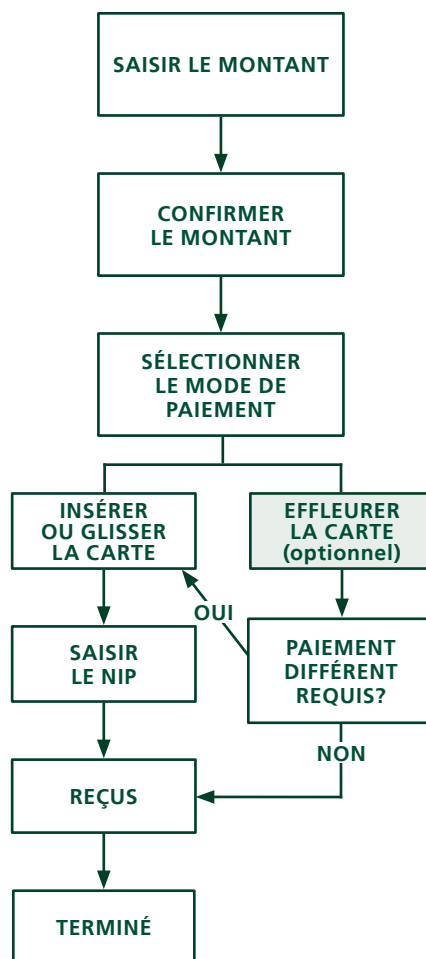 SAISIR LE MONTANT
CONFIRMER
LE MONTANT
SÉLECTIONNER
LE MODE DE
PAIEMENT
INSÉRER
OU GLISSER
LA CARTE
EFFLEURER
LA CARTE
(optionnel)
OUI
SAISIR
LE NIP
PAIEMENT
DIFFÉRENT
REQUIS?
NON
REÇUS
TERMINÉ